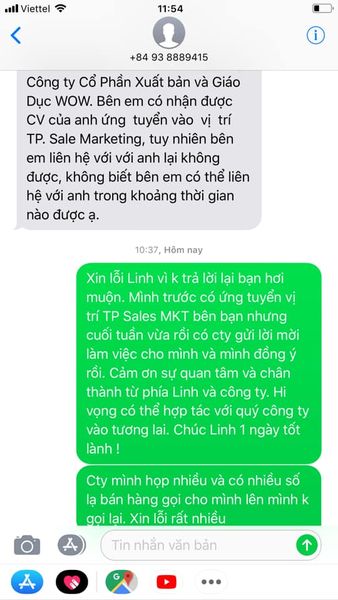 Viettel 11:54
+84 93 8889415
Công ty Cổ Phần Xuất bản và Giáo
Dục WOW. Bên em có nhận được
CV của anh ứng tuyển vào vị trí
TP. Sale Marketing, tuy nhiên bên
em liên hệ với với anh lại không
được, không biết bên em có thể liên
hệ với anh trong khoảng thời gian
nào được ạ.
10:37, Hôm nay
Xin lỗi Linh vì k trả lời lại bạn hơi
muộn. Mình trước có ứng tuyển vị
trí TP Sales MKT bên bạn nhưng
cuối tuần vừa rồi có cty gửi lời mời
làm việc cho mình và mình đồng ý
rồi. Cảm ơn sự quan tâm và chân
thành từ phía Linh và công ty. Hi
vọng có thể hợp tác với quý công ty
vào tương lai. Chúc Linh 1 ngày tốt
lành !
Cty mình họp nhiều và có nhiều số
lạ bán hàng gọi cho mình lên mình k
gọi lại. Xin lỗi rất nhiều
Tin nhắn văn bản